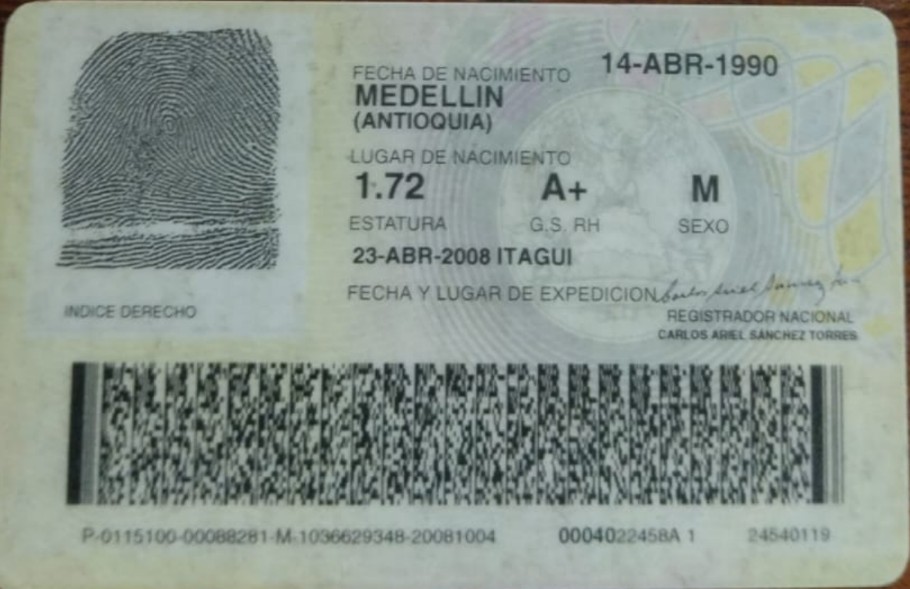 FECHA DE NACIMIENTO 14-ABR-1990
MEDELLIN
(ANTIOQUIA)
LUGAR DE NACIMIENTO
1.72 A+ M
ESTATURA G.S. RH SEXO
23-ABR-2008 ITAGUI
FECHA Y LUGAR DE EXPEDICION
INDICE DERECHO
REGISTRADOR NACIONAL
CARLOS ARIEL SANCHEZ TORRES
P-0115100-00088281-M-1036629348-20081004 0004022458A 1 24540119